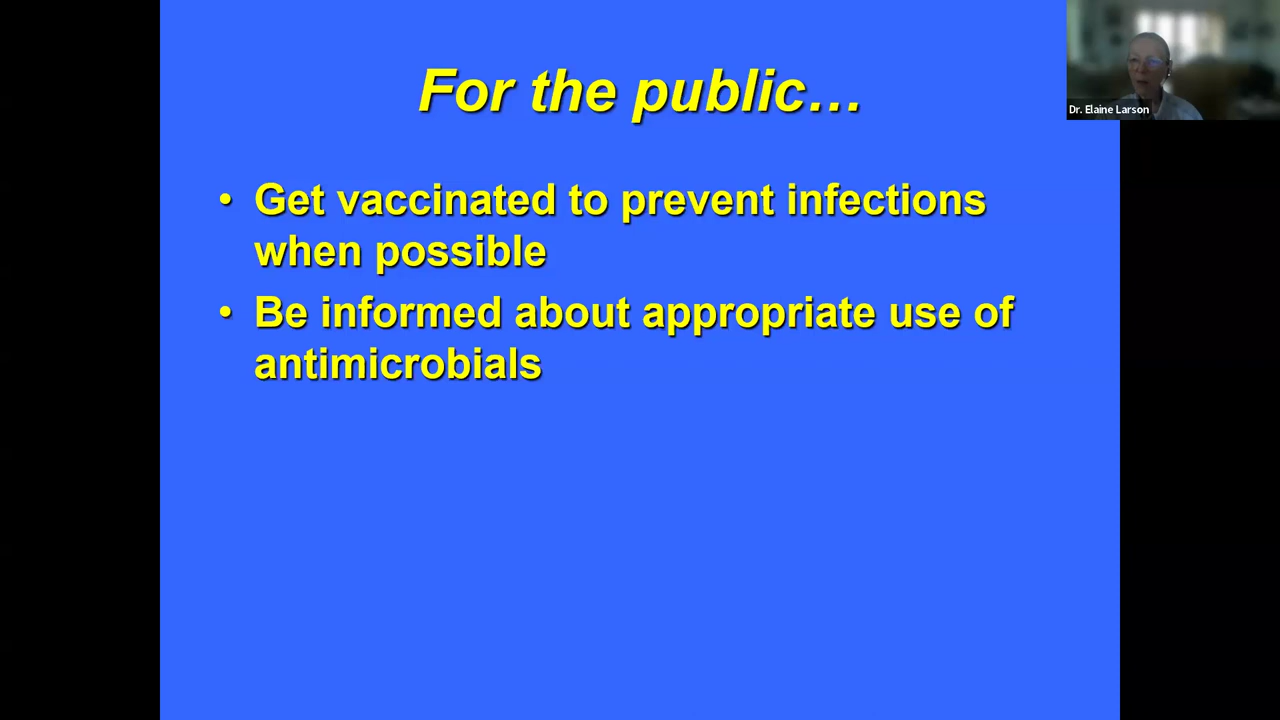 For the public…
• Get vaccinated to prevent infections
when possible
• Be informed about appropriate use of
antimicrobials
Dr. Elaine Larson